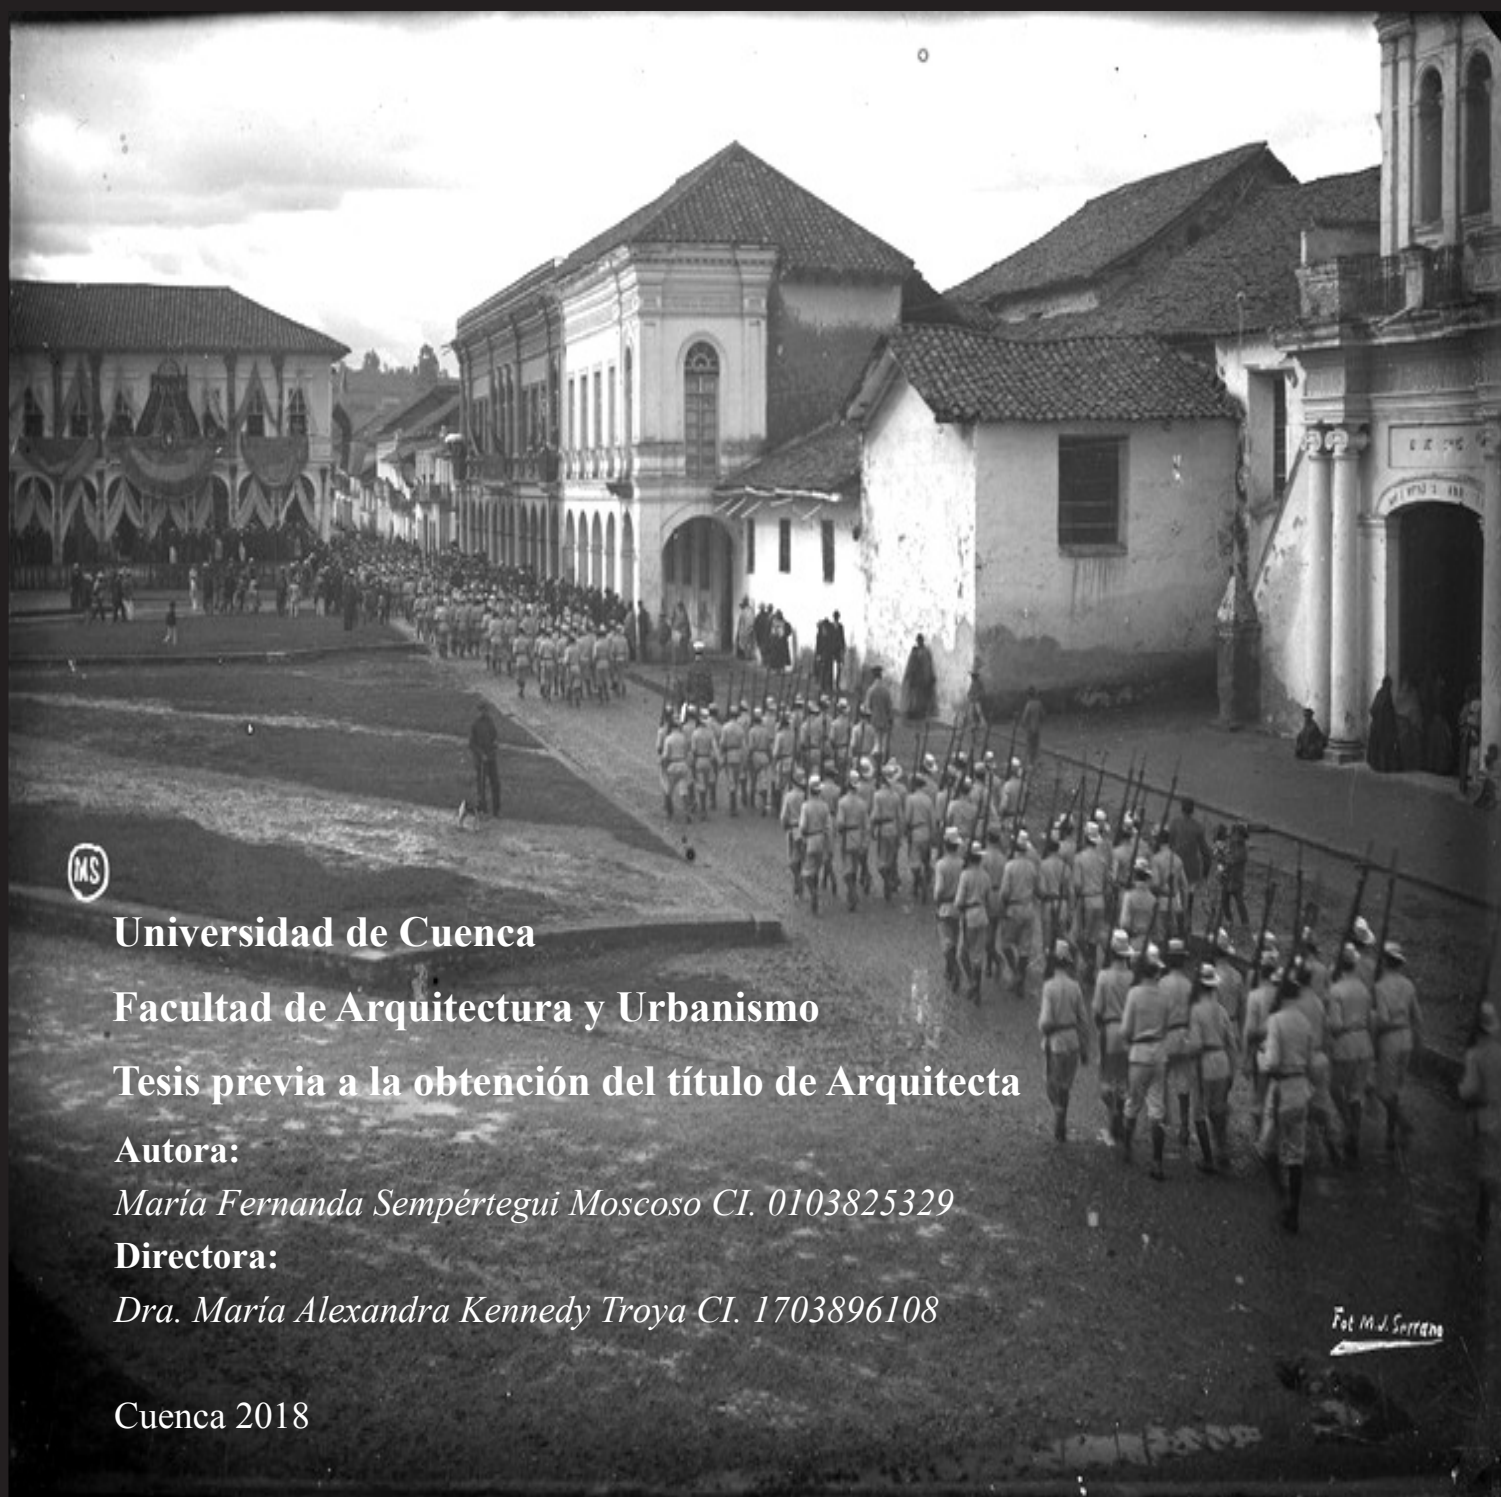 MS
Universidad de Cuenca
Facultad de Arquitectura y Urbanismo
Tesis previa a la obtención del título de Arquitecta
Autora:
María Fernanda Sempértegui Moscoso CI. 0103825329
Directora:
Dra. María Alexandra Kennedy Troya CI. 1703896108
Fot M.J. Serrano
Cuenca 2018